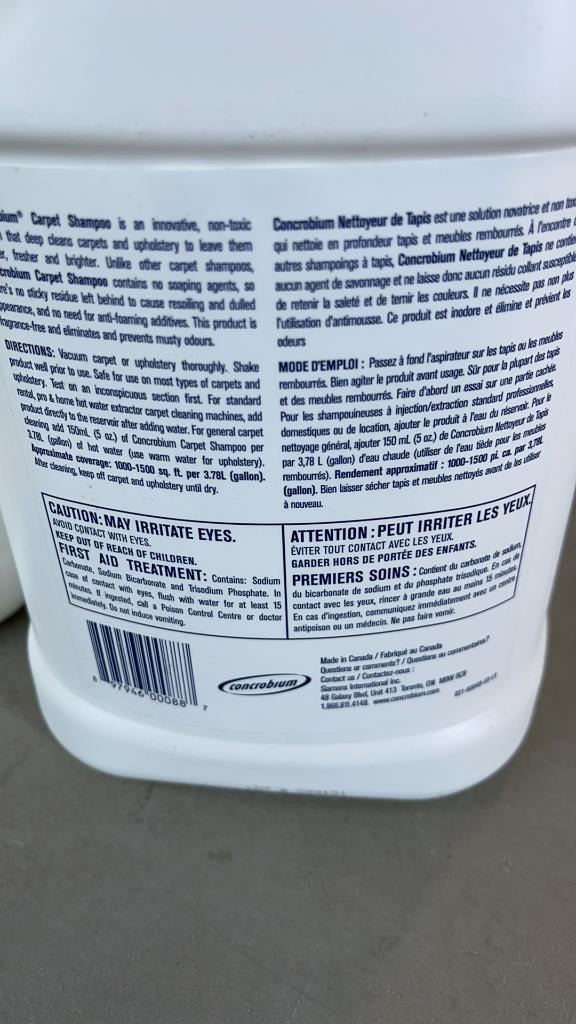 Carpet Shampoo is an innovative, non-toxic
that deep cleans carpets and upholstery to leave them
fresher and brighter. Unlike other carpet shampoos,
Carpet Shampoo contains no soaping agents, so
no sticky residue left behind to cause resoiling and dulled
and no need for anti-foaming additives. This product is
fragrance-free and eliminates and prevents musty odours.
DIRECTIONS: Vacuum carpet or upholstery thoroughly. Shake
product well prior to use. Safe for use on most types of carpets and
upholstery. Test on an inconspicuous section first. For standard
rental, pro & home hot water extractor carpet cleaning machines, add
product directly to the reservoir after adding water. For general carpet
cleaning add 150mL (5 oz.) of Concrobium Carpet Shampoo per
3.78L (gallon) of hot water (use warm water for upholstery).
Approximate coverage: 1000-1500 sq. ft. per 3.78L (gallon).
After cleaning, keep off carpet and upholstery until dry.
Concrobium Nettoyeur de Tapis est une solution novatrice et non
qui nettoie en profondeur tapis et meubles rembourrés. À l'encontre
autres shampoings à tapis, Concrobium Nettoyeur de Tapis ne
aucun agent de savonnage et ne laisse donc aucun résidu collant susceptible
de retenir la saleté et de ternir les couleurs. Il ne nécessite pas non plus
l'utilisation d'antimousse. Ce produit est inodore et élimine et prévient les
odeurs
MODE D'EMPLOI : Passez à fond l'aspirateur sur les tapis ou les meubles
rembourrés. Bien agiter le produit avant usage. Sûr pour la plupart des tapis
et des meubles rembourrés. Faire d'abord un essai sur une partie cachée.
Pour les shampouineuses à injection/extraction standard professionnelles,
domestiques ou de location, ajouter le produit à l'eau du réservoir. Pour le
nettoyage général, ajouter 150 mL (5 oz.) de Concrobium Nettoyeur de Tapis
par 3,78 L (gallon) d'eau chaude (utiliser de l'eau tiède pour les meubles
rembourrés). Rendement approximatif : 1000-1500 pi. ca. par 3,78L
(gallon). Bien laisser sécher tapis et meubles nettoyés avant de les utiliser
à nouveau.
CAUTION: MAY IRRITATE EYES.
AVOID CONTACT WITH EYES.
KEEP OUT OF REACH OF CHILDREN.
FIRST AID TREATMENT: Contains: Sodium
Carbonate, Sodium Bicarbonate and Trisodium Phosphate. In
case of contact with eyes, flush with water for at least 15
minutes. If ingested, call a Poison Control Centre or doctor
immediately. Do not induce vomiting.
ATTENTION : PEUT IRRITER LES YEUX.
ÉVITER TOUT CONTACT AVEC LES YEUX.
GARDER HORS DE PORTÉE DES ENFANTS.
PREMIERS SOINS : Contient du carbonate de sodium,
du bicarbonate de sodium et du phosphate trisodique. En cas de
contact avec les yeux, rincer à grande eau au moins 15 minutes.
En cas d'ingestion, communiquez immédiatement avec un centre
antipoison ou un médecin. Ne pas faire vomir.
8 97946 00088 7
concrobium
Made in Canada / Fabriqué au Canada
Questions or comments? / Questions ou commentaires?
Contact us / Contactez-nous :
Siamons International Inc.
48 Galaxy Blvd, Unit 413 Toronto, ON M9W 6C8
1.866.811.4148 www.concrobium.com